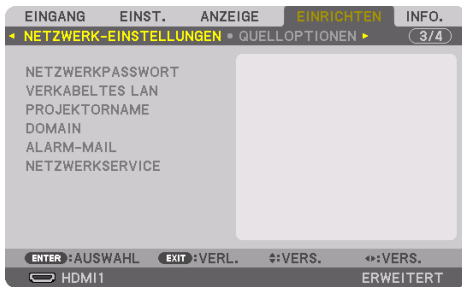 EINGANG EINST. ANZEIGE EINRICHTEN INFO.
NETZWERK-EINSTELLUNGEN • QUELLOPTIONEN 3/4
NETZWERKPASSWORT
VERKABELTES LAN
PROJEKTORNAME
DOMAIN
ALARM-MAIL
NETZWERKSERVICE
ENTER:AUSWAHL EXIT:VERL. :VERS. :VERS.
HDMI1 ERWEITERT